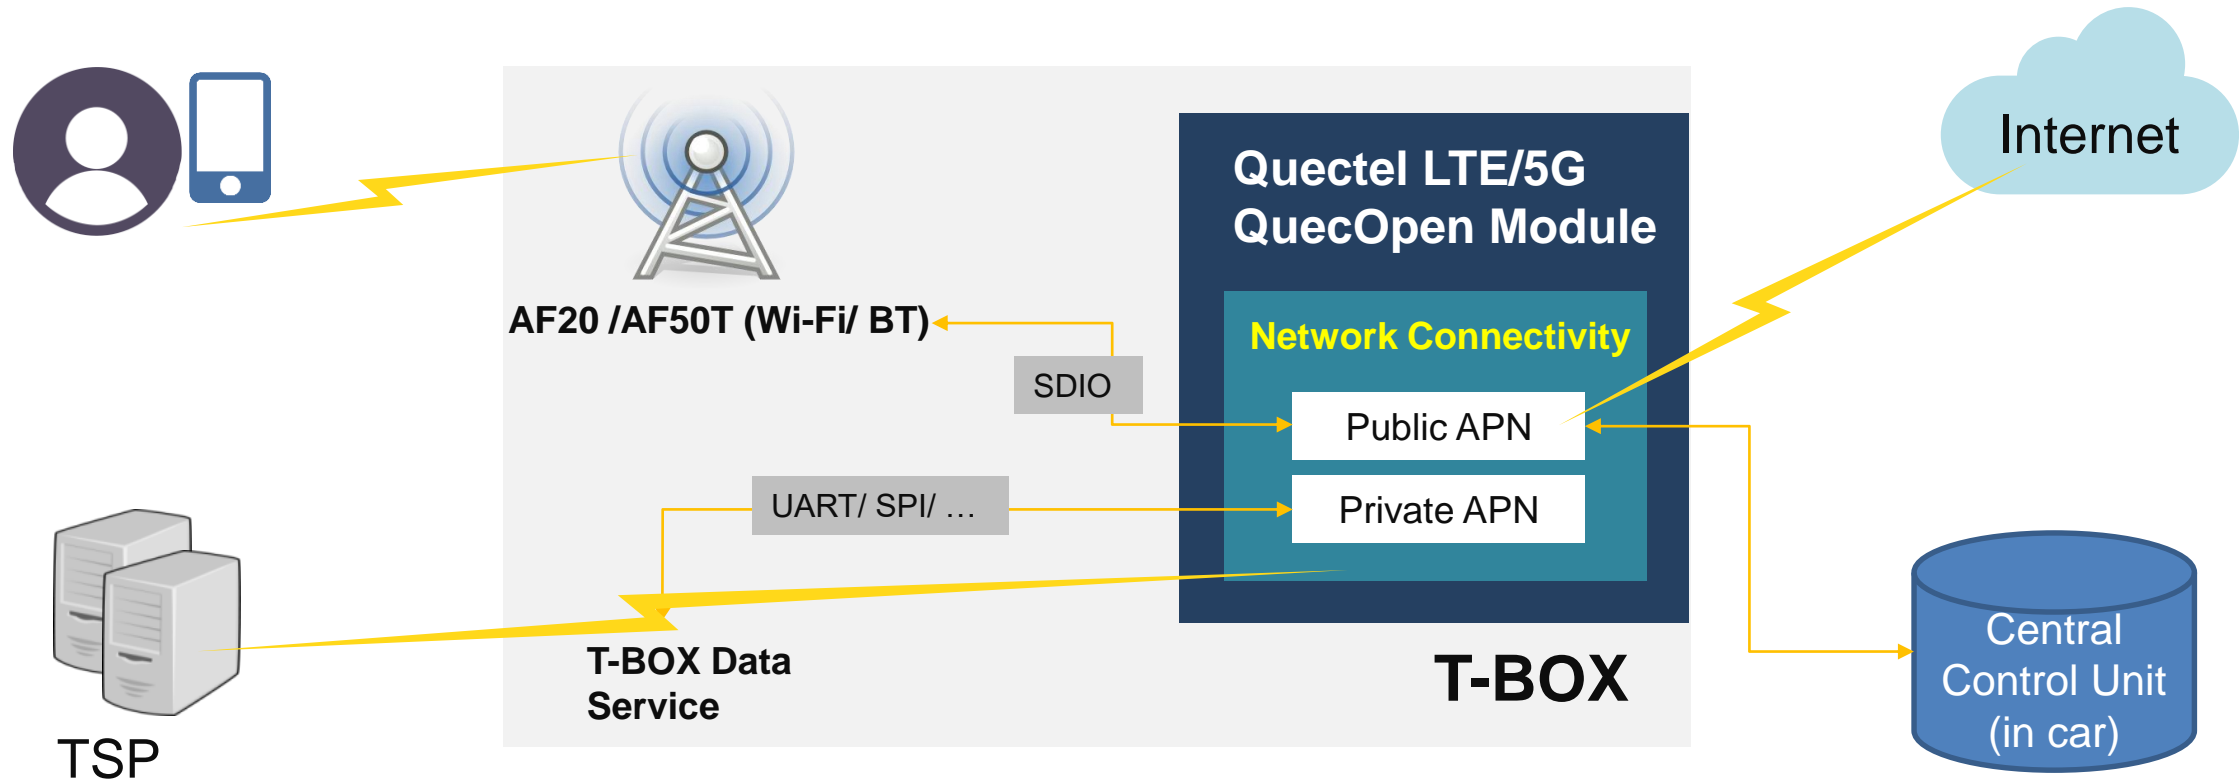 Internet
Quectel LTE/5G
QuecOpen Module
AF20 /AF50T (Wi-Fi/ BT)
Network Connectivity
SDIO
Public APN
UART/ SPI/ …
Private APN
T-BOX Data
Service
T-BOX
Central
Control Unit
(in car)
TSP